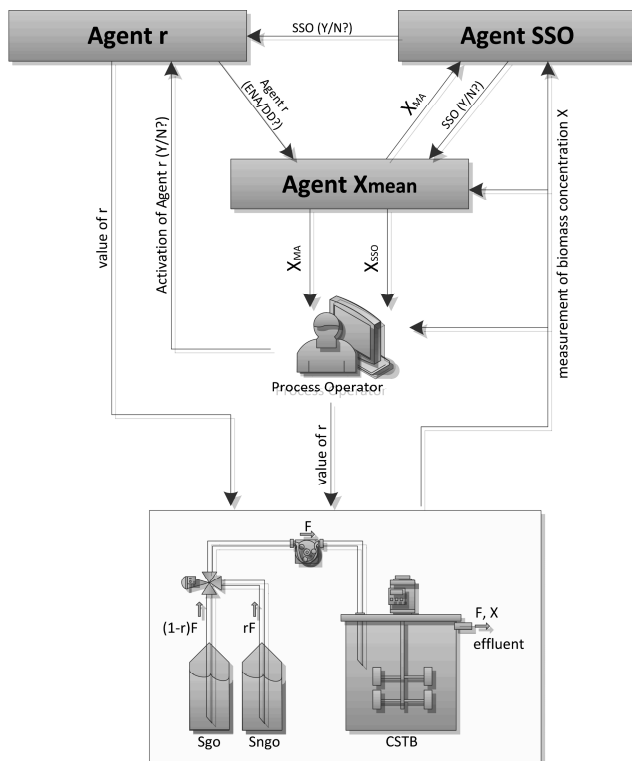 Agent r
SSO (Y/N?)
Agent SSO
Agent r
(ENA/DD?)
XMA
SSO (Y/N?)
Agent Xmean
value of r
Activation of Agent r (Y/N?)
XMA
XSSO
measurement of biomass concentration X
Process Operator
value of r
F
(1-r)F
rF
F, X
effluent
Sgo
Sngo
CSTB